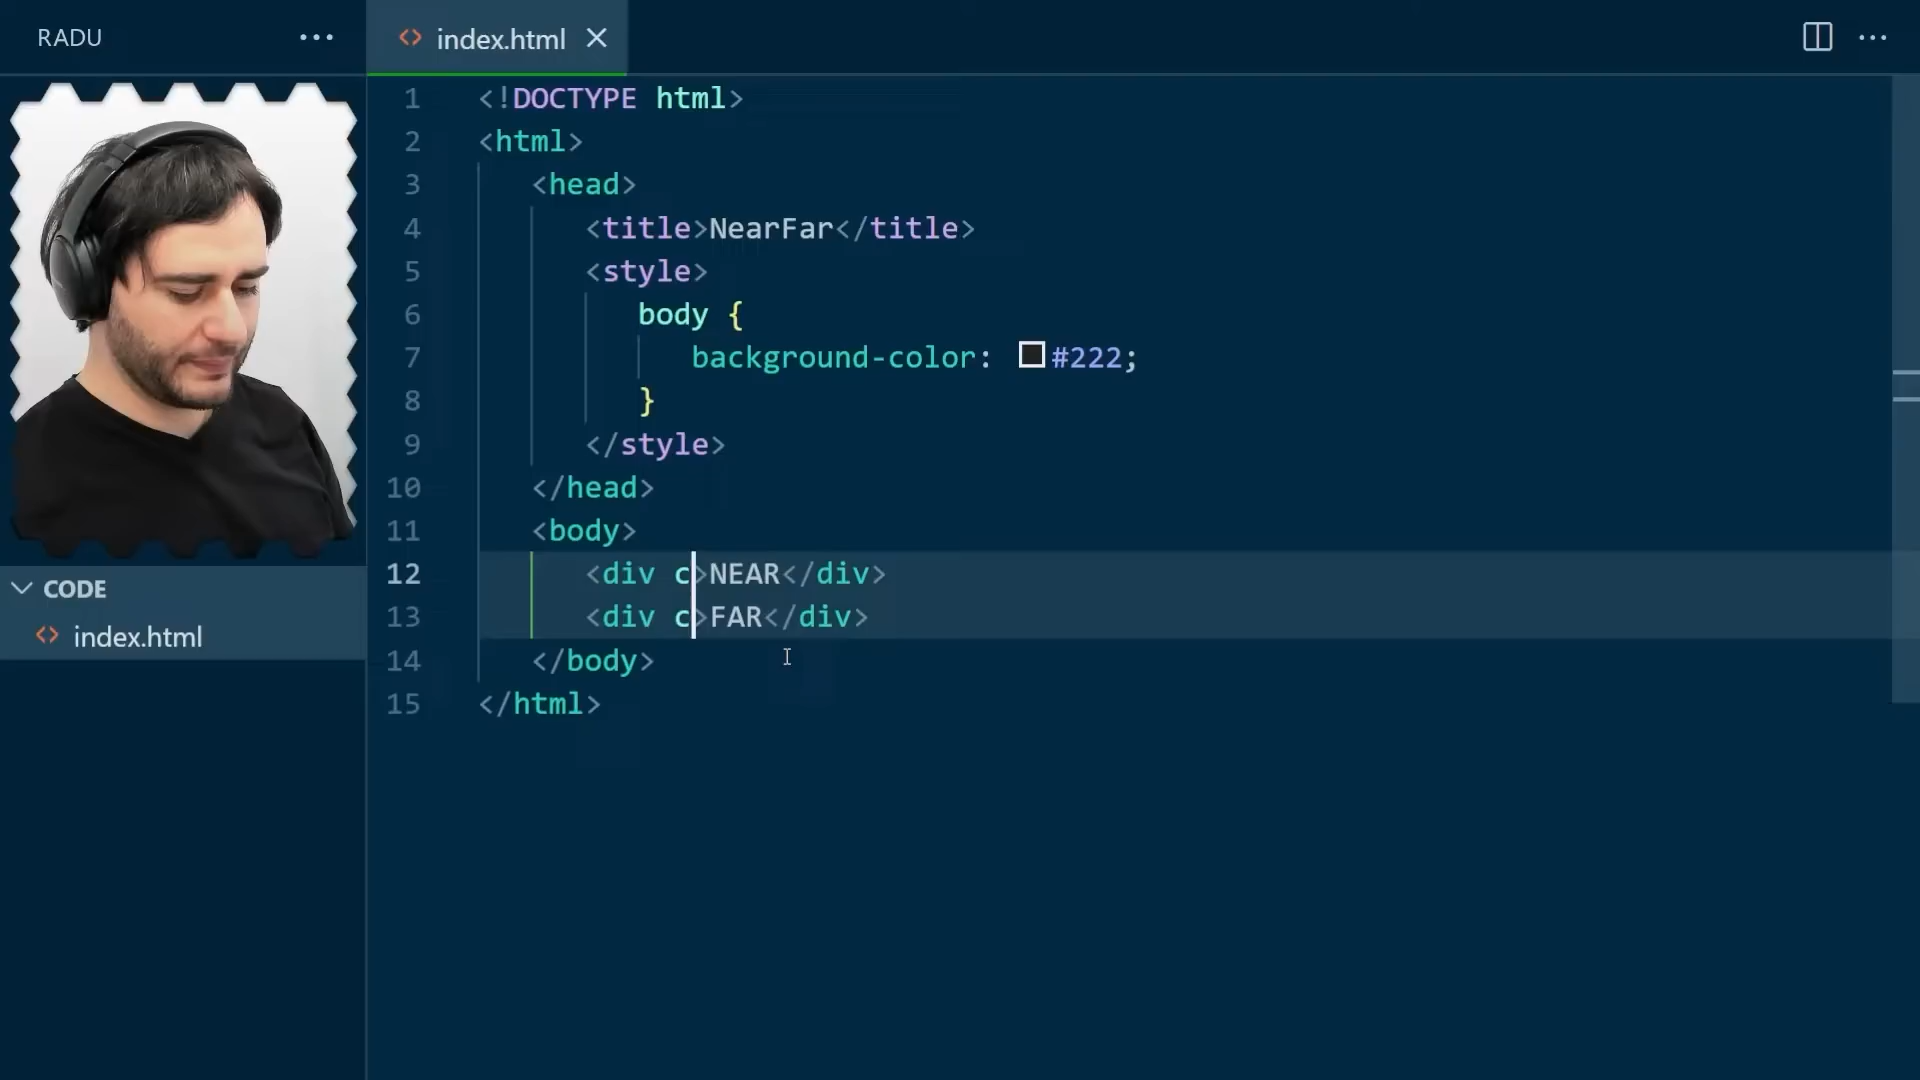 RADU ...
index.html
1 <!DOCTYPE html>
2 <html>
3 <head>
4 <title>NearFar</title>
5 <style>
6 body {
7 background-color: #222;
8 }
9 </style>
10 </head>
11 <body>
12 <div c>NEAR</div>
13 <div c>FAR</div>
14 </body>
15 </html>
CODE
index.html